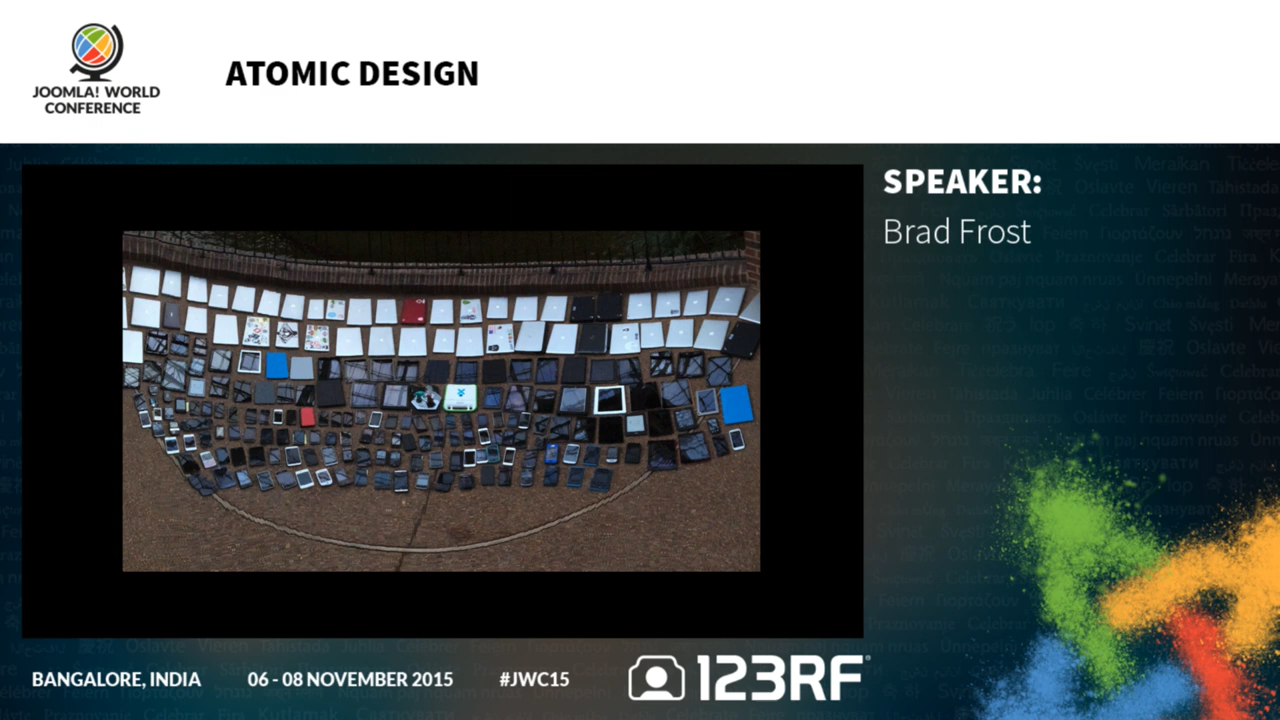 JOOMLA! WORLD
CONFERENCE
ATOMIC DESIGN
SPEAKER:
Brad Frost
BANGALORE, INDIA
06 - 08 NOVEMBER 2015
#JWC15
123RF®